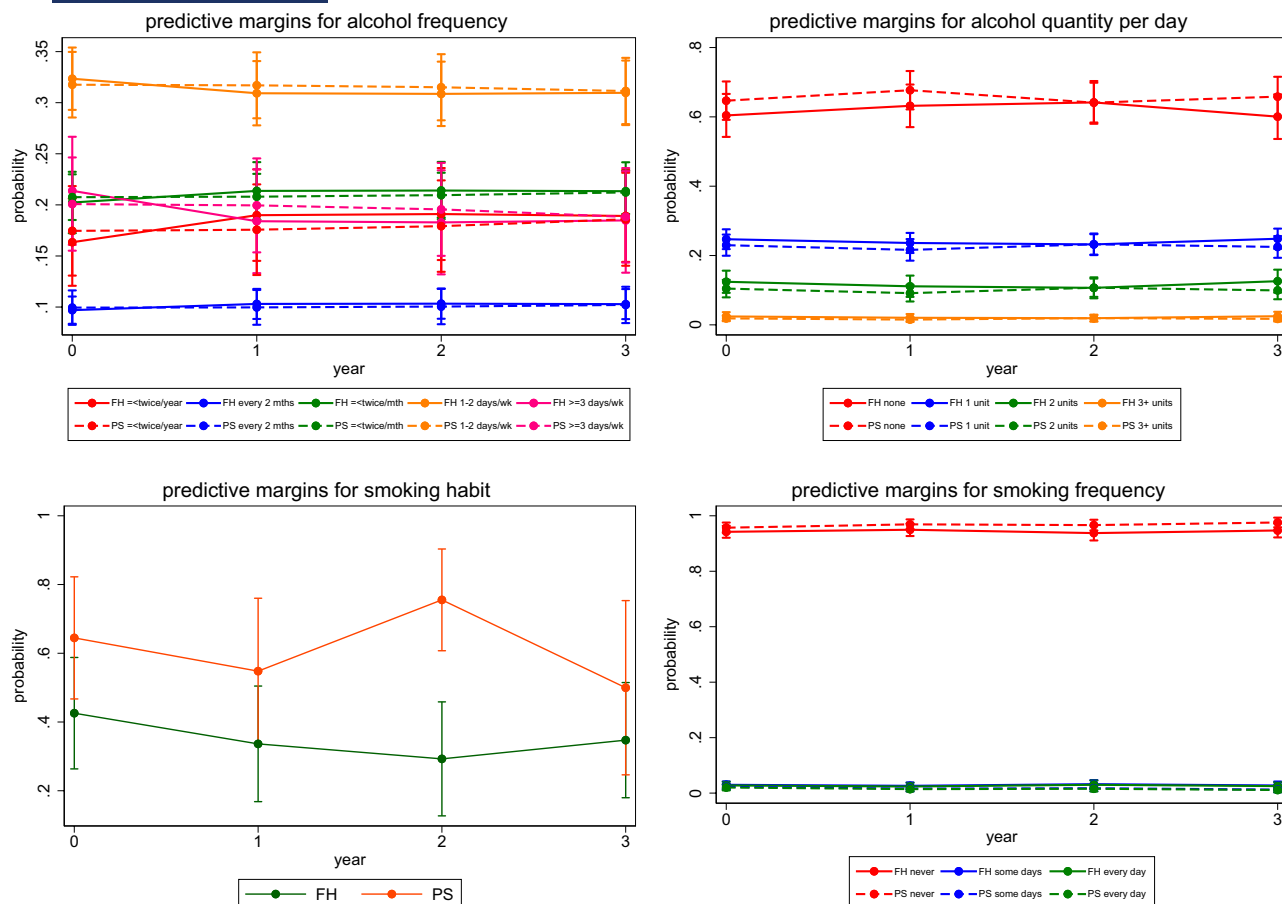 predictive margins for alcohol frequency
.35
.3
.25
.2
.15
.1
probability
0 1 2 3
year
FH =<twice/year FH every 2 mths FH =<twice/mth FH 1-2 days/wk FH >=3 days/wk
PS =<twice/year PS every 2 mths PS =<twice/mth PS 1-2 days/wk PS >=3 days/wk
predictive margins for alcohol quantity per day
.8
.6
.4
.2
0
probability
0 1 2 3
year
FH none FH 1 unit FH 2 units FH 3+ units
PS none PS 1 unit PS 2 units PS 3+ units
predictive margins for smoking habit
1
.8
.6
.4
.2
probability
0 1 2 3
year
FH PS
predictive margins for smoking frequency
1
.8
.6
.4
.2
0
probability
0 1 2 3
year
FH never FH some days FH every day
PS never PS some days PS every day